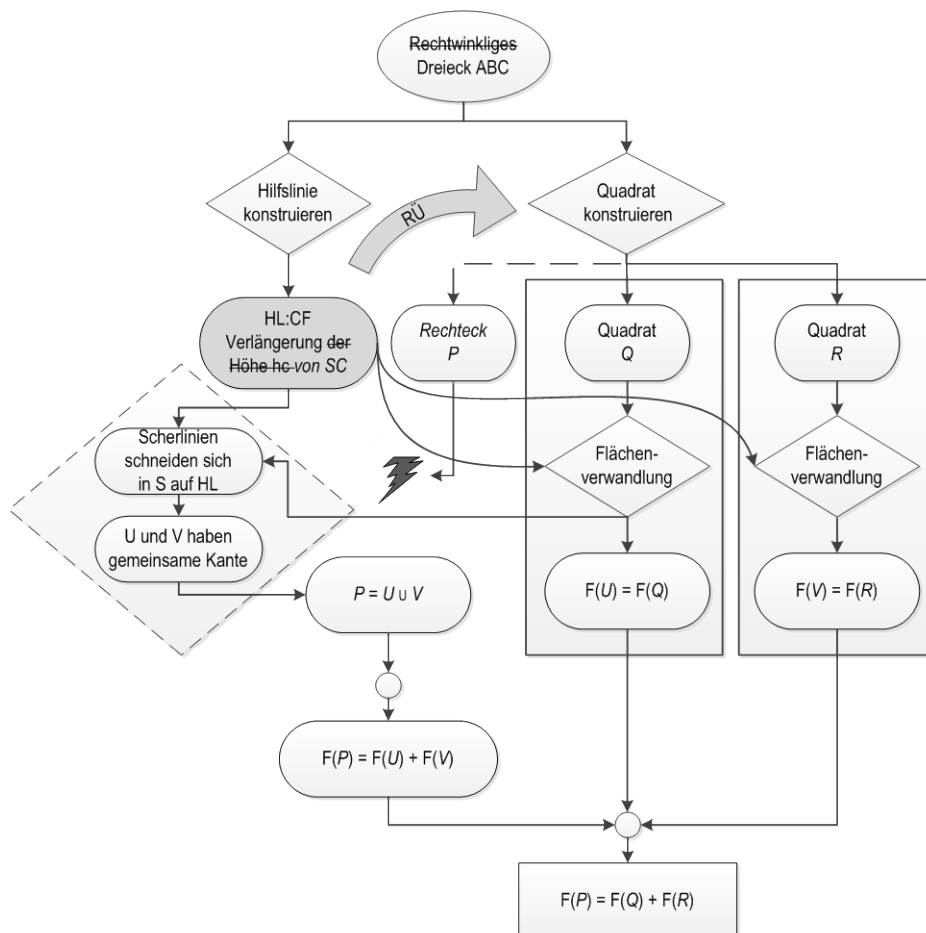 Rechtwinkliges
Dreieck ABC
Hilfslinie
konstruieren
RÜ
Quadrat
konstruieren
HL:CF
Verlängerung der
Höhe hc von SC
Rechteck
P
Quadrat
Q
Quadrat
R
Scherlinien
schneiden sich
in S auf HL
Flächen-
verwandlung
Flächen-
verwandlung
U und V haben
gemeinsame Kante
P = U ∪ V
F(U) = F(Q)
F(V) = F(R)
F(P) = F(U) + F(V)
F(P) = F(Q) + F(R)